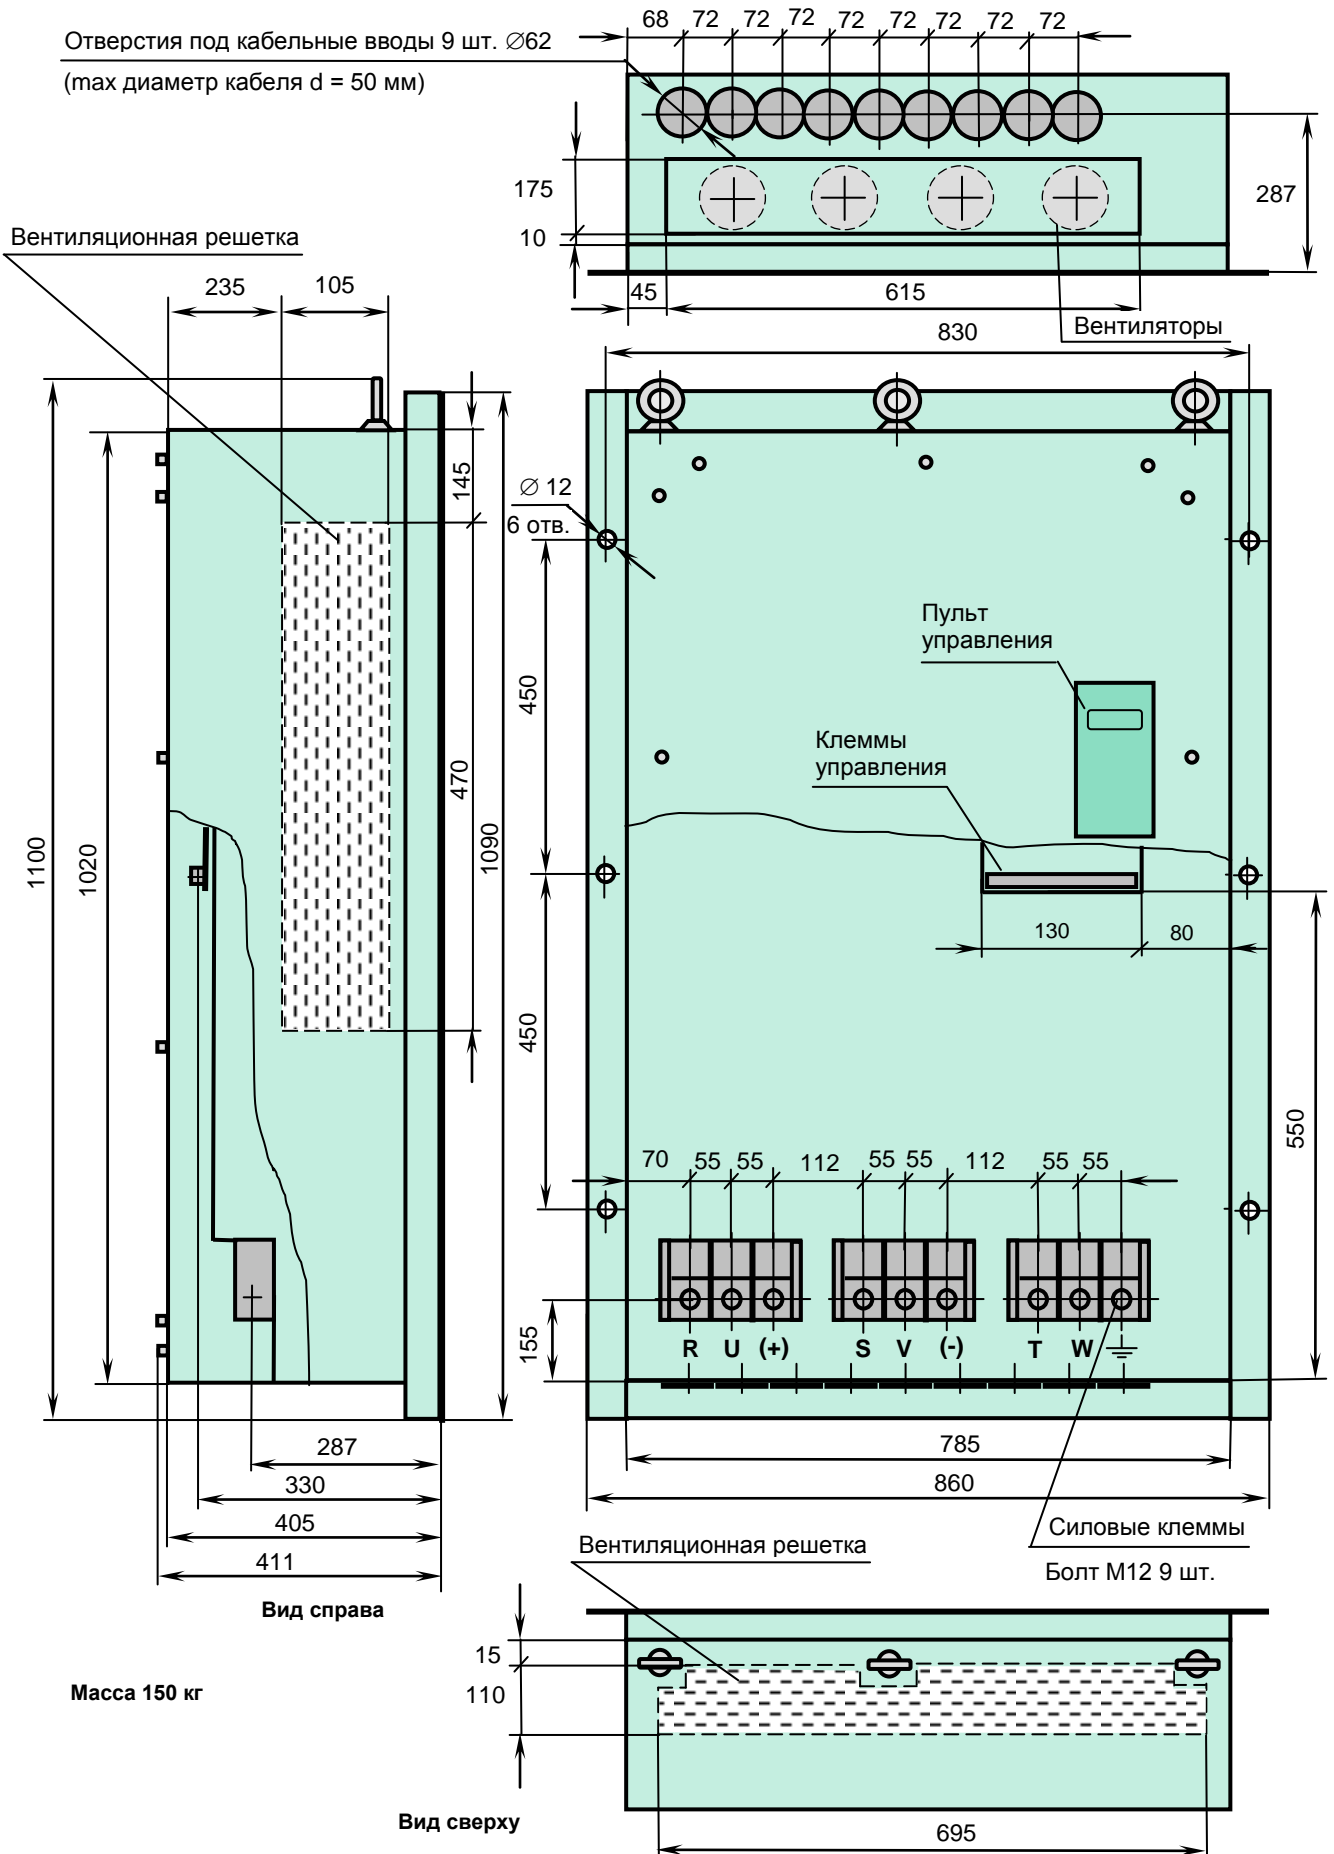 68 72 72 72 72 72 72 72 72
Отверстия под кабельные вводы 9 шт. ∅62
(max диаметр кабеля d = 50 мм)
175
287
10
Вентиляционная решетка
235 105
45 615
Вентиляторы
830
145
∅ 12
6 отв.
Пульт
управления
450
Клеммы
управления
470
1100
1020
1090
130 80
450
550
70 55 55 112 55 55 112 55 55
155
R U (+) S V (-) T W
287
785
330
860
405
Силовые клеммы
411
Вентиляционная решетка
Болт М12 9 шт.
Вид справа
15
Масса 150 кг
110
Вид сверху
695